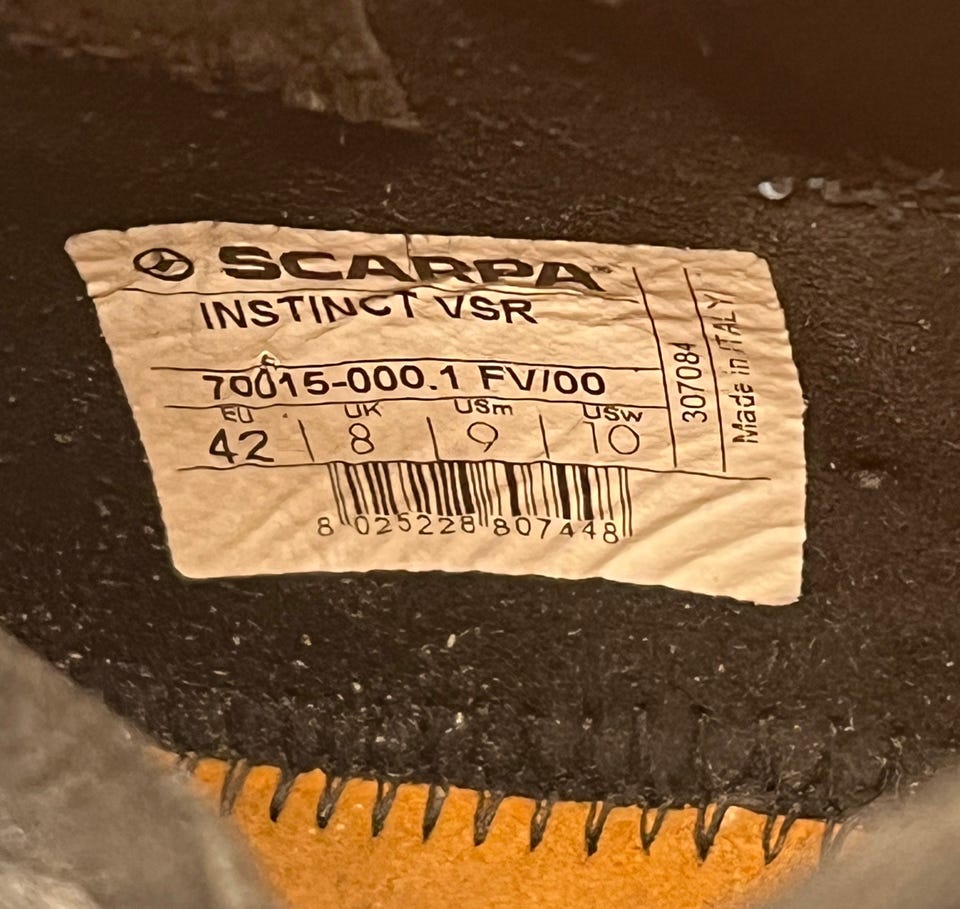 SCARPA
INSTINCT VSR
70015-000.1 FV/00
EU UK USm USw
42 8 9 10
8 025228 807448
307084
Made in ITALY